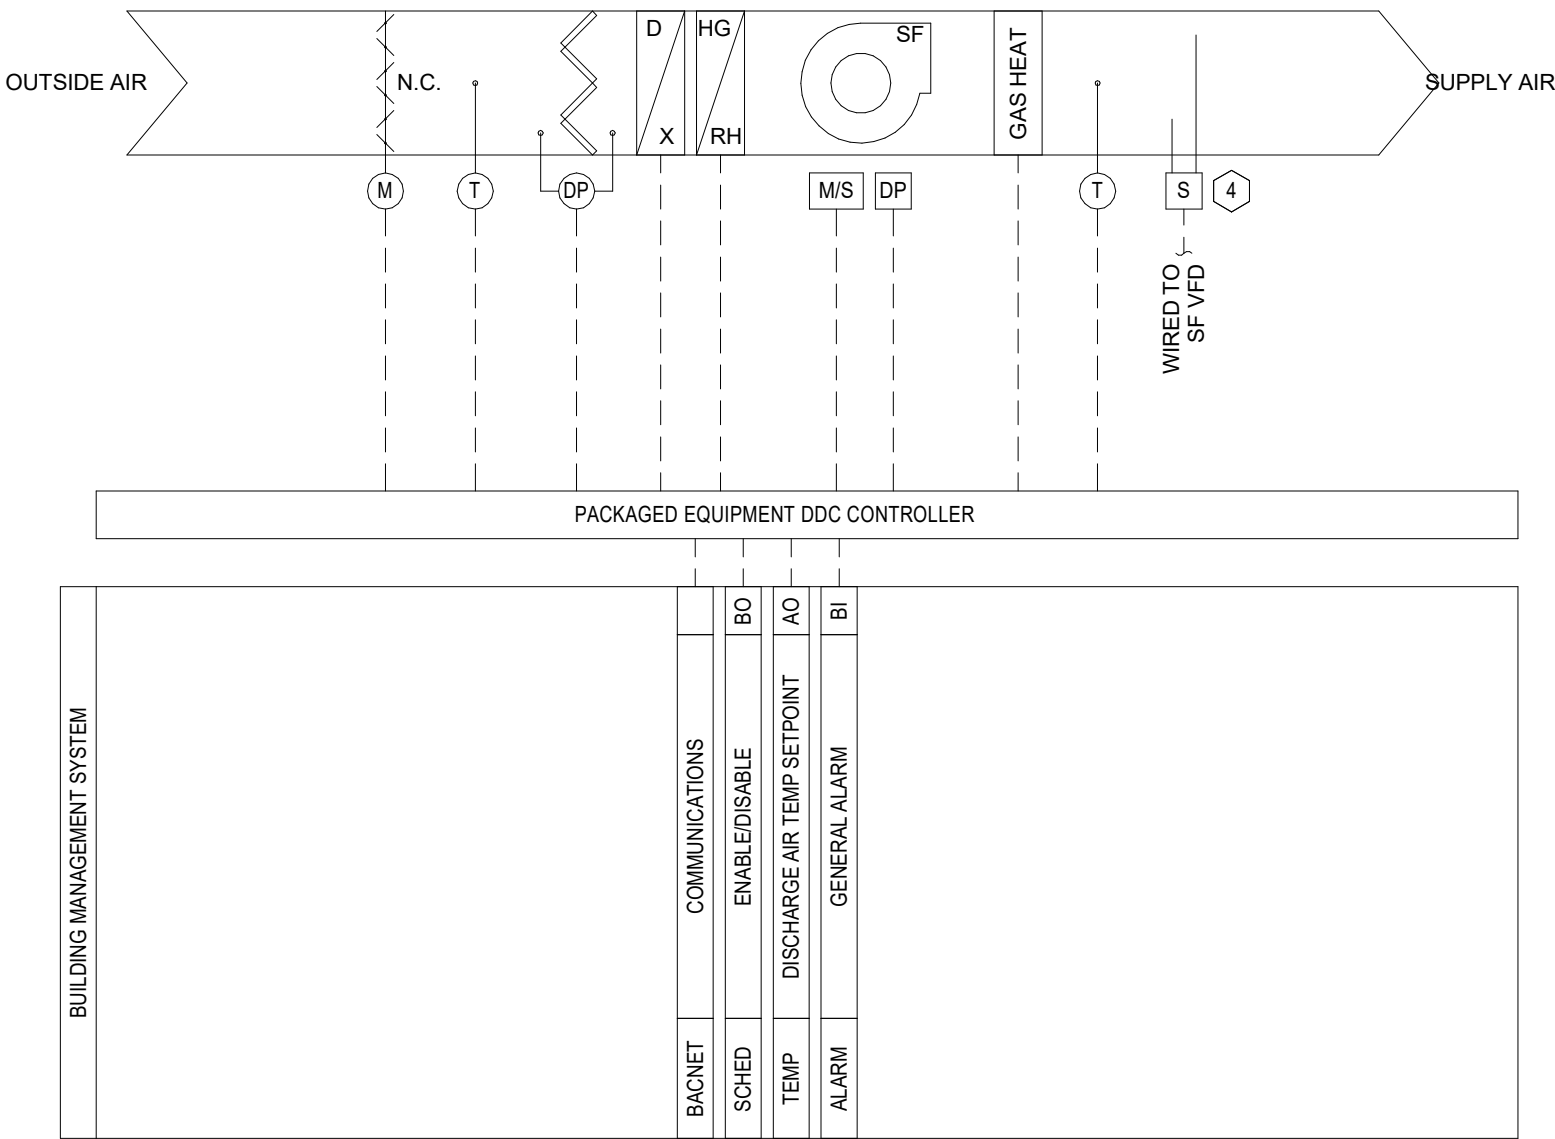 D
HG
SF
OUTSIDE AIR
N.C.
GAS HEAT
SUPPLY AIR
X
RH
M
T
DP
M/S
DP
T
S
4
WIRED TO
SF VFD
PACKAGED EQUIPMENT DDC CONTROLLER
BUILDING MANAGEMENT SYSTEM
COMMUNICATIONS
BACNET
BO
ENABLE/DISABLE
SCHED
AO
DISCHARGE AIR TEMP SETPOINT
TEMP
BI
GENERAL ALARM
ALARM